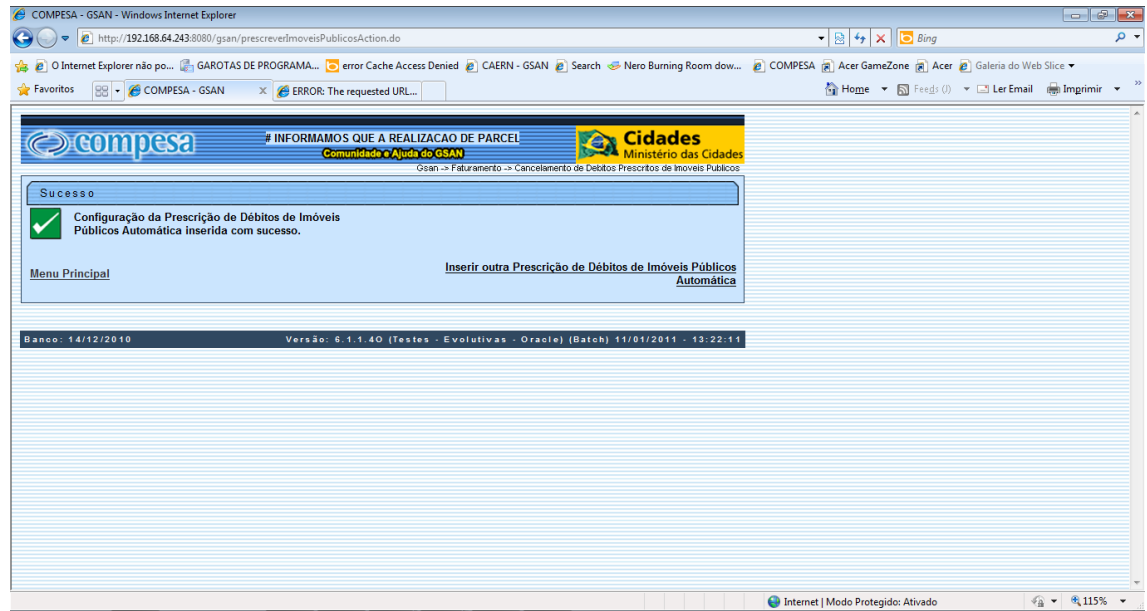 COMPESA - GSAN - Windows Internet Explorer
http://192.168.64.243:8080/gsan/prescreverImoveisPublicosAction.do
Bing
O Internet Explorer não po... GAROTAS DE PROGRAMA... error Cache Access Denied CAERN - GSAN Search Nero Burning Room dow... COMPESA Acer GameZone Acer Galeria do Web Slice
Favoritos COMPESA - GSAN X ERROR: The requested URL... Home Feeds (J) Ler Email Imprimir »
compesa
# INFORMAMOS QUE A REALIZACAO DE PARCEL
Comunidade e Ajuda do GSAN
Cidades
Ministério das Cidades
Gsan -> Faturamento -> Cancelamento de Debitos Prescritos de Imoveis Publicos
Sucesso
Configuração da Prescrição de Débitos de Imóveis
Públicos Automática inserida com sucesso.
Menu Principal
Inserir outra Prescrição de Débitos de Imóveis Públicos
Automática
Banco: 14/12/2010 Versão: 6.1.1.4O (Testes - Evolutivas - Oracle) (Batch) 11/01/2011 - 13:22:11
Internet | Modo Protegido: Ativado 115%